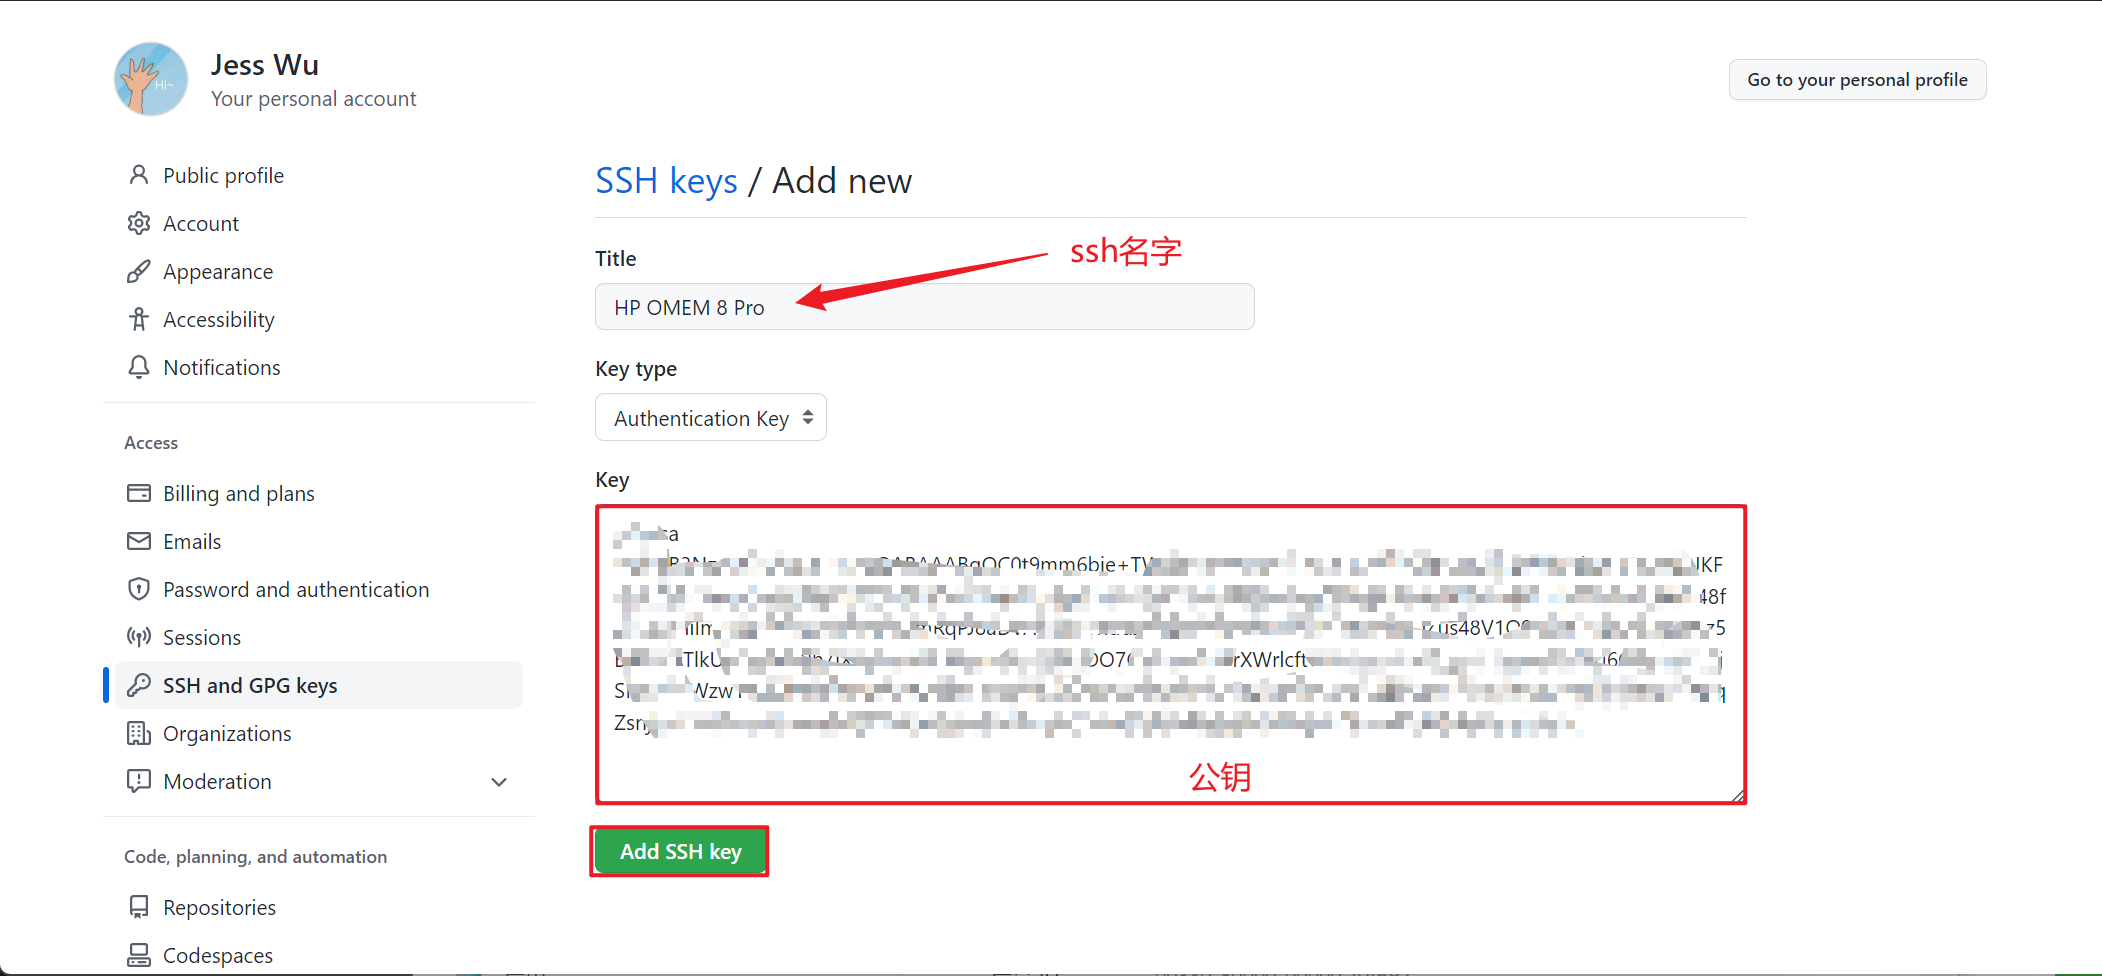 Jess Wu
Your personal account
Hi~
Go to your personal profile
Public profile
Account
Appearance
Accessibility
Notifications
Access
Billing and plans
Emails
Password and authentication
Sessions
SSH and GPG keys
Organizations
Moderation
Code, planning, and automation
Repositories
Codespaces
SSH keys / Add new
Title
ssh名字
HP OMEM 8 Pro
Key type
Authentication Key
Key
公钥
Add SSH key